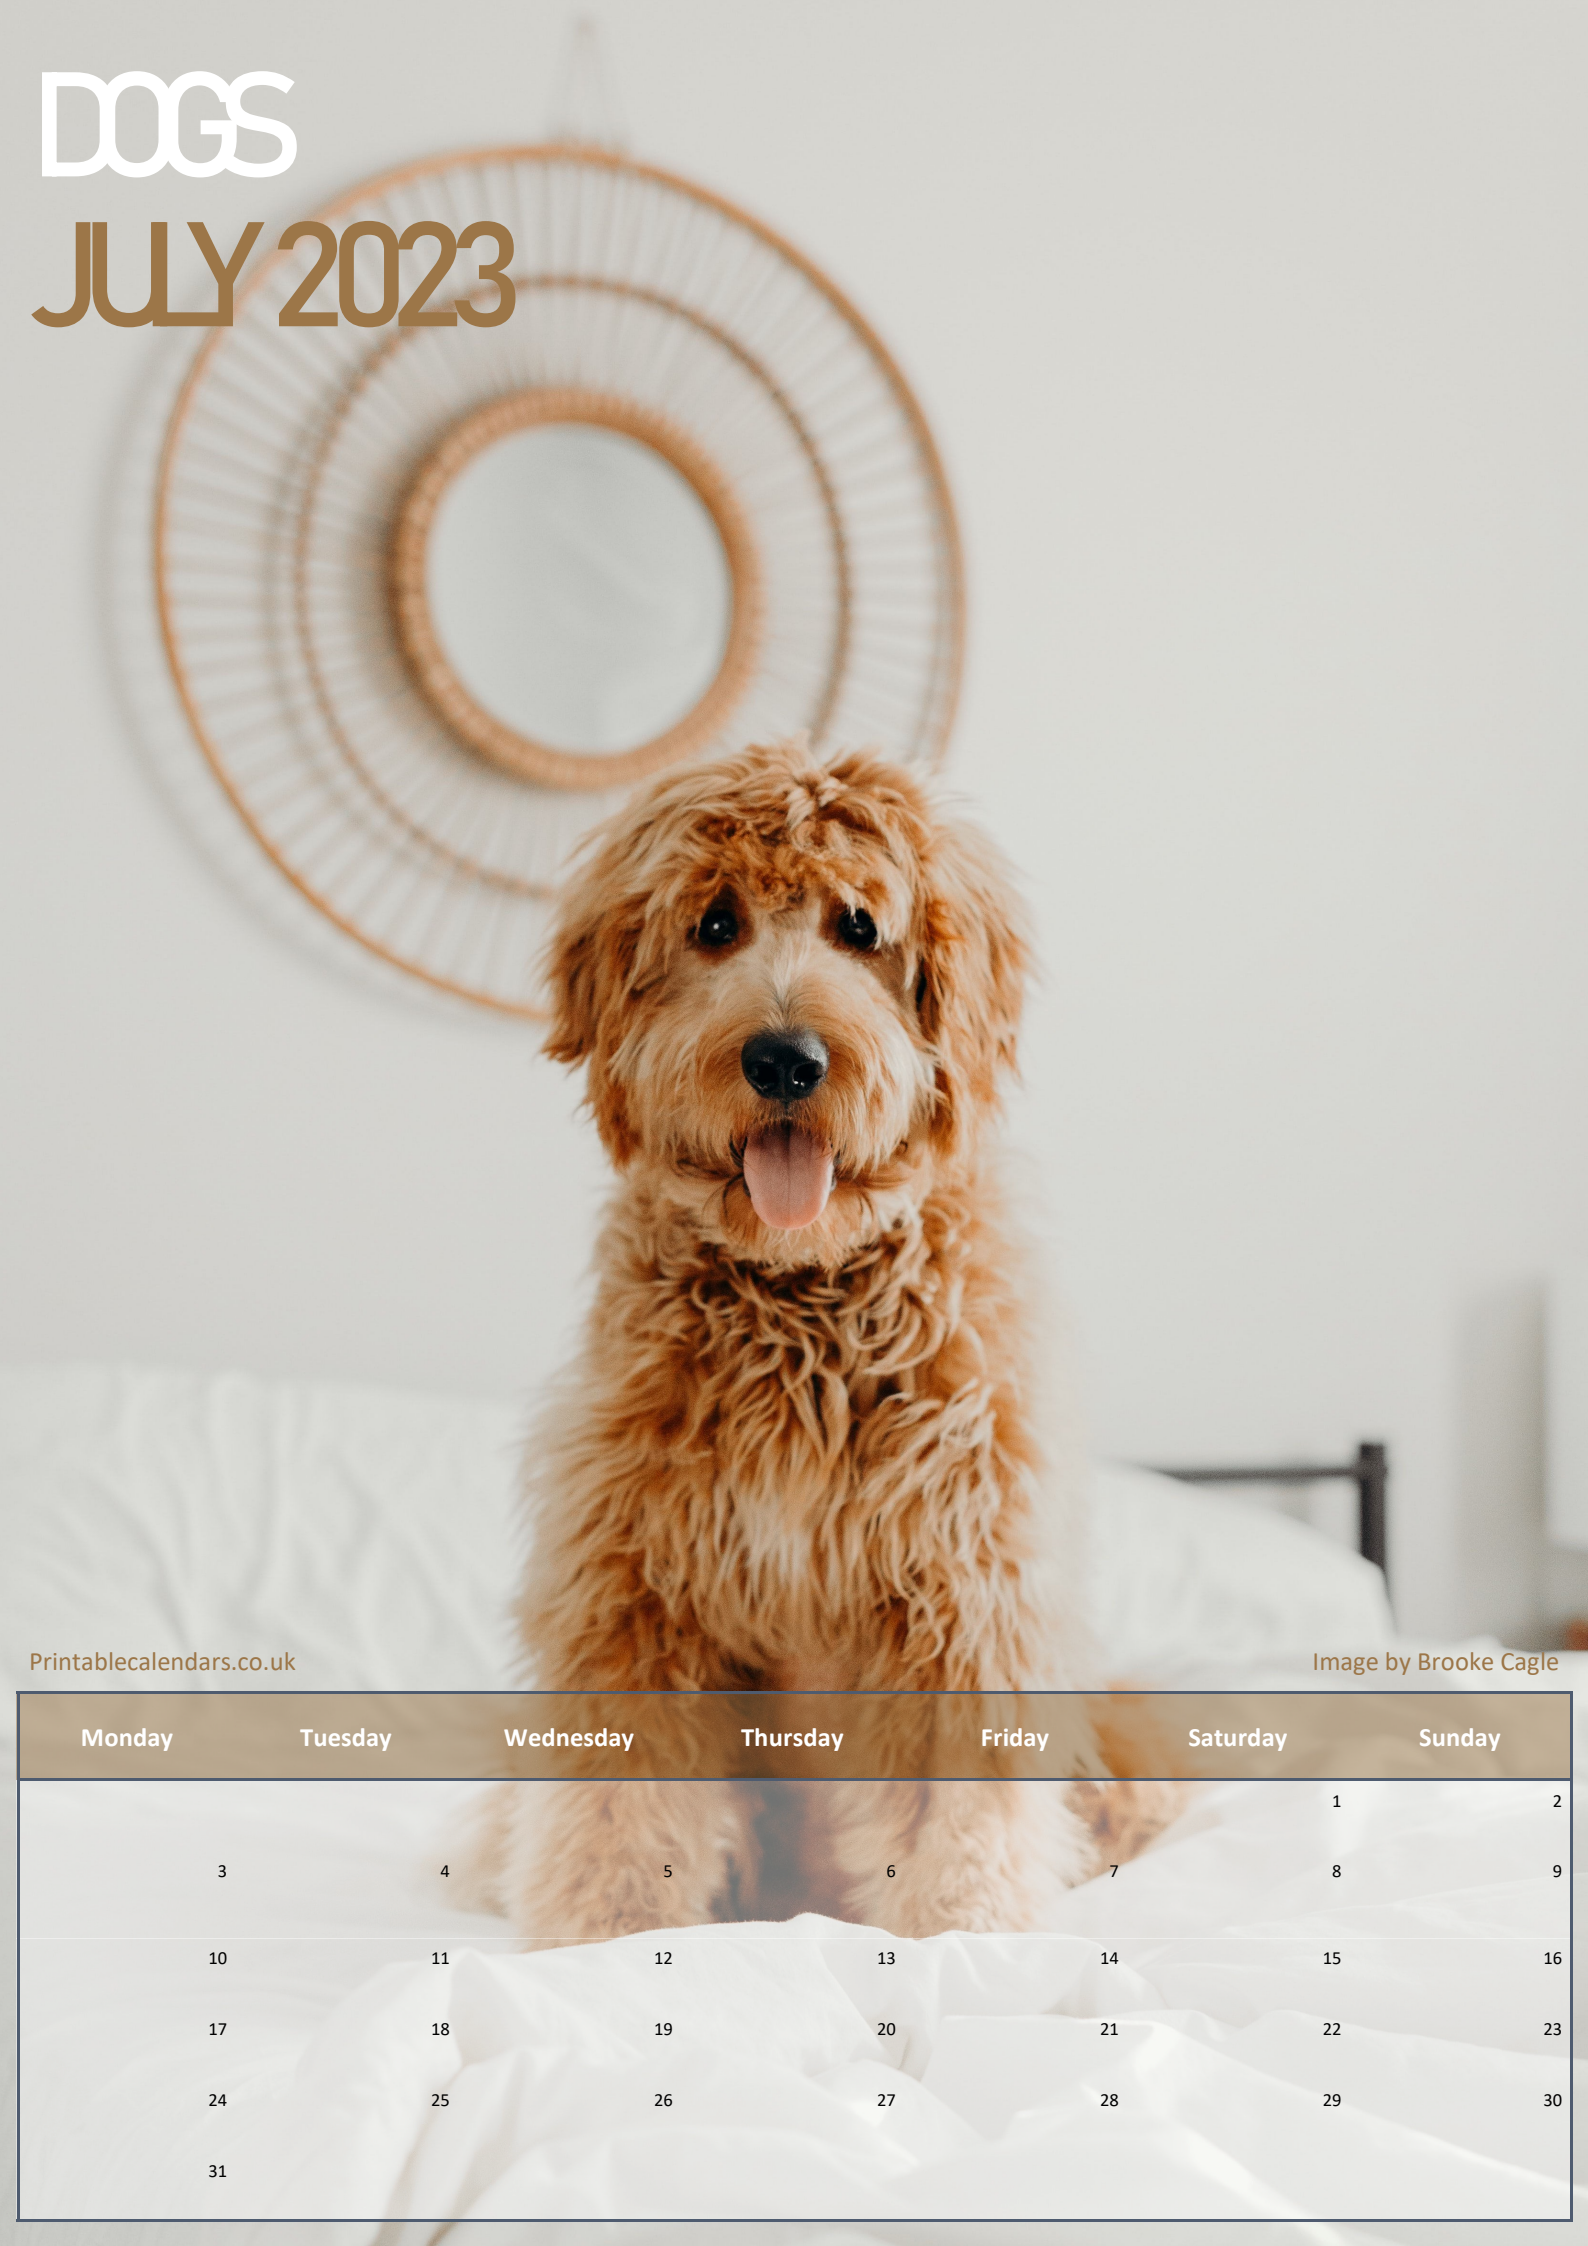 DOGS
JULY 2023
Printablecalendars.co.uk Image by Brooke Cagle
Monday Tuesday Wednesday Thursday Friday Saturday Sunday
1 2
3 4 5 6 7 8 9
10 11 12 13 14 15 16
17 18 19 20 21 22 23
24 25 26 27 28 29 30
31